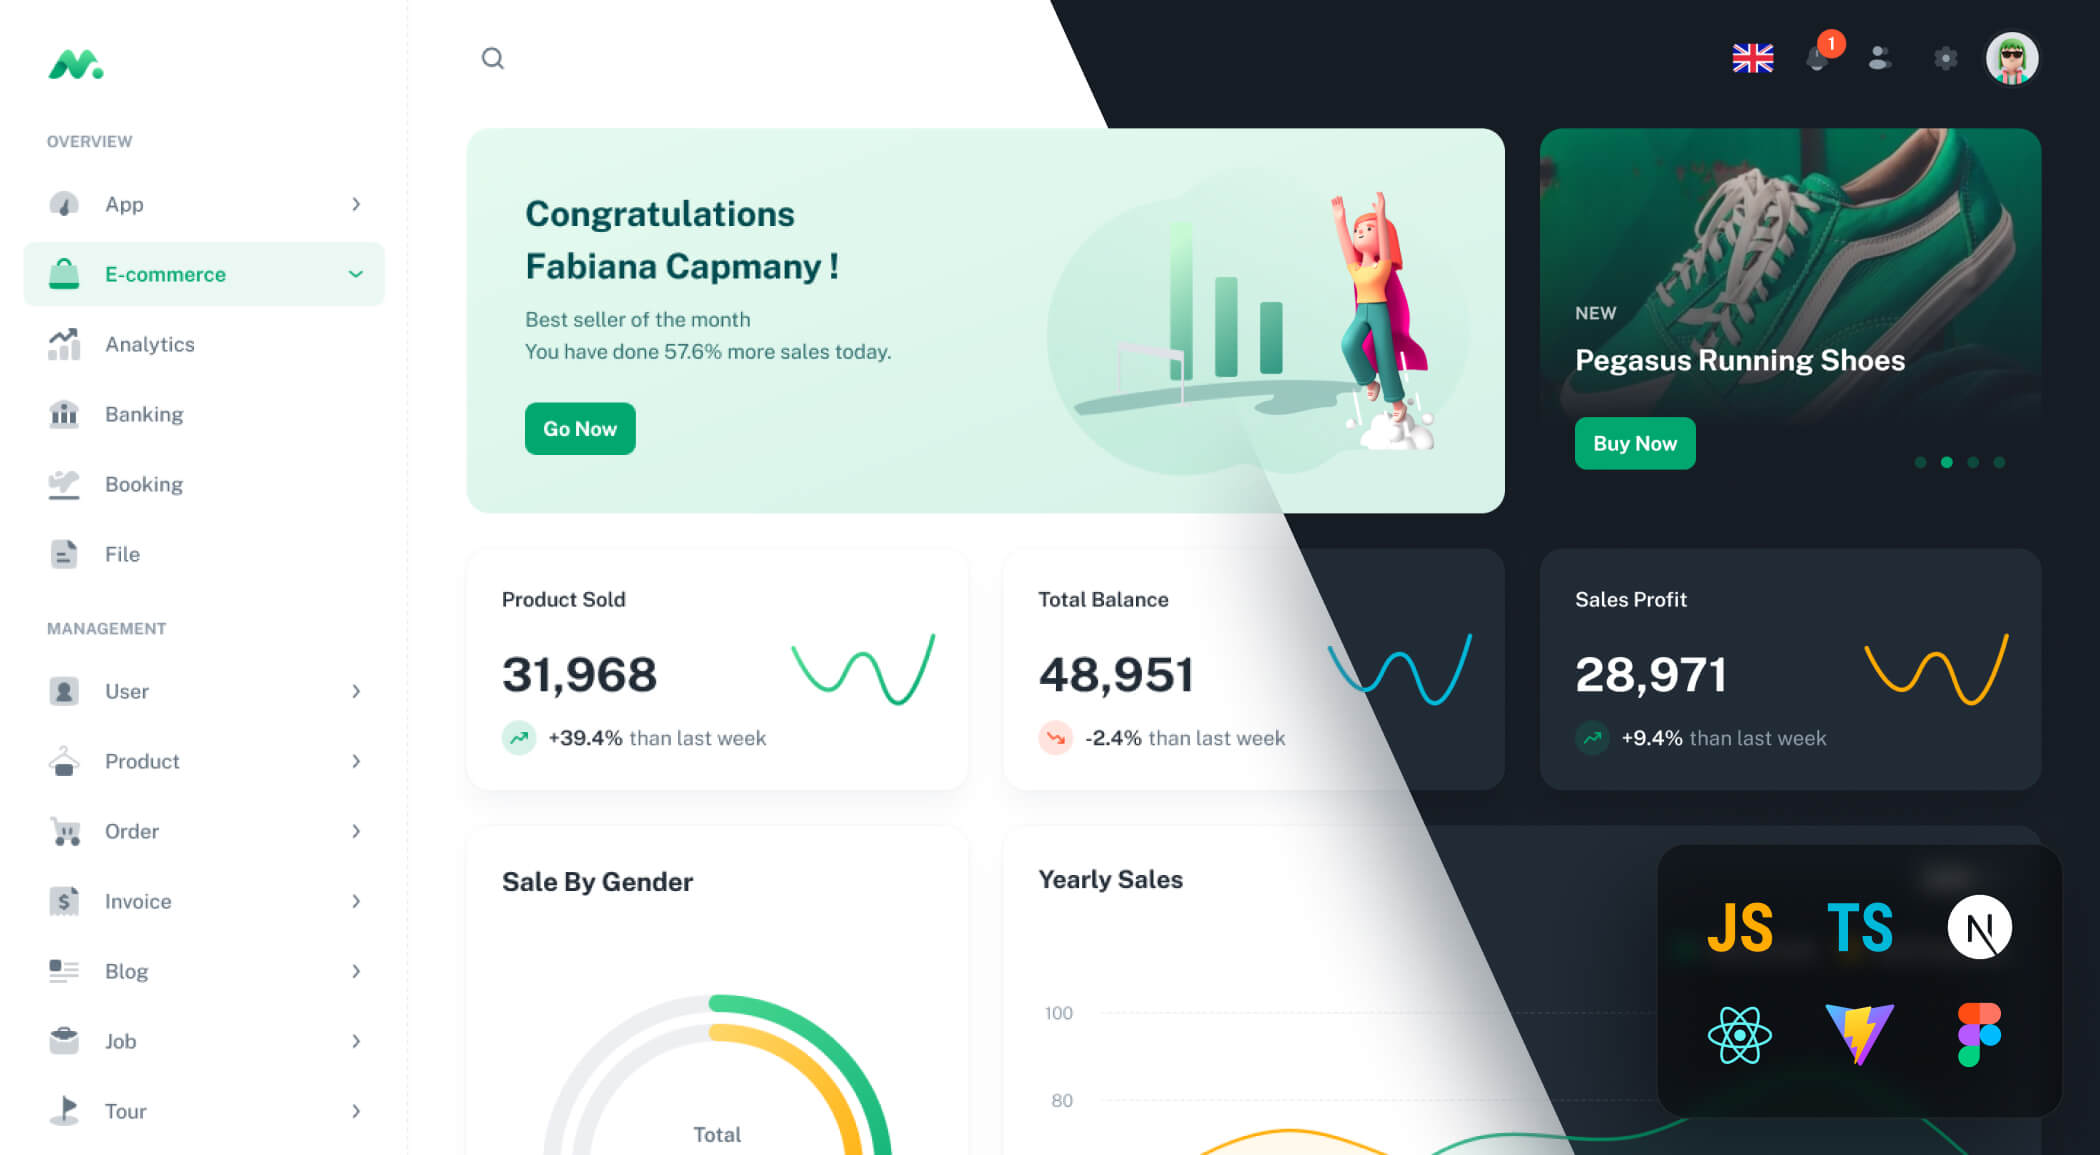 OVERVIEW
App
E-commerce
Analytics
Banking
Booking
File
MANAGEMENT
User
Product
Order
Invoice
Blog
Job
Tour
1
Congratulations
Fabiana Capmany !
Best seller of the month
You have done 57.6% more sales today.
Go Now
NEW
Pegasus Running Shoes
Buy Now
Product Sold
31,968
+39.4% than last week
Total Balance
48,951
-2.4% than last week
Sales Profit
28,971
+9.4% than last week
Sale By Gender
Total
Yearly Sales
100
80
JS TS N